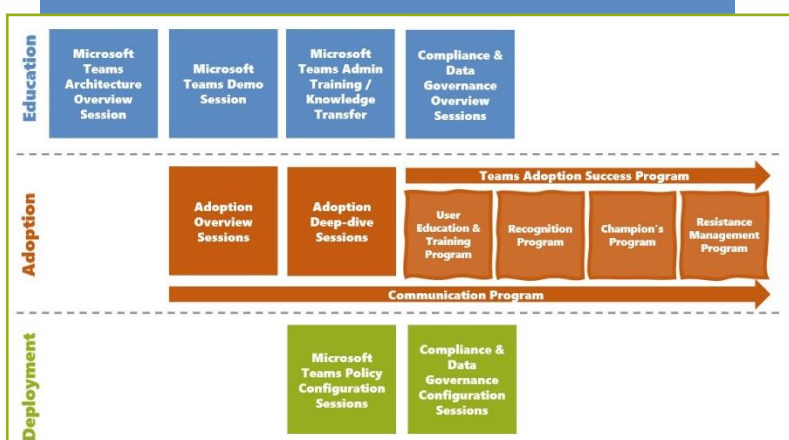 Education
Microsoft
Teams
Architecture
Overview
Session
Microsoft
Teams Demo
Session
Microsoft
Teams Admin
Training /
Knowledge
Transfer
Compliance &
Data
Governance
Overview
Sessions
Adoption
Adoption
Overview
Sessions
Adoption
Deep-dive
Sessions
Teams Adoption Success Program
User
Education &
Training
Program
Recognition
Program
Champion's
Program
Resistance
Management
Program
Communication Program
Deployment
Microsoft
Teams Policy
Configuration
Sessions
Compliance &
Data
Governance
Configuration
Sessions